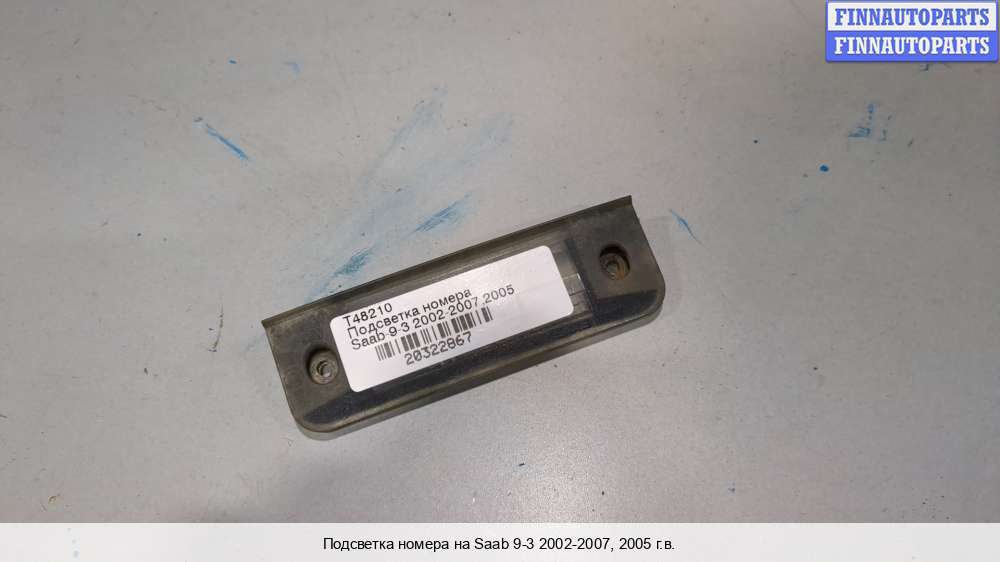 FINNAUTOPARTS
FINNAUTOPARTS
T48210
Подсветка номера
Saab 9-3 2002-2007,2005
20322867
Подсветка номера на Saab 9-3 2002-2007, 2005 г.в.